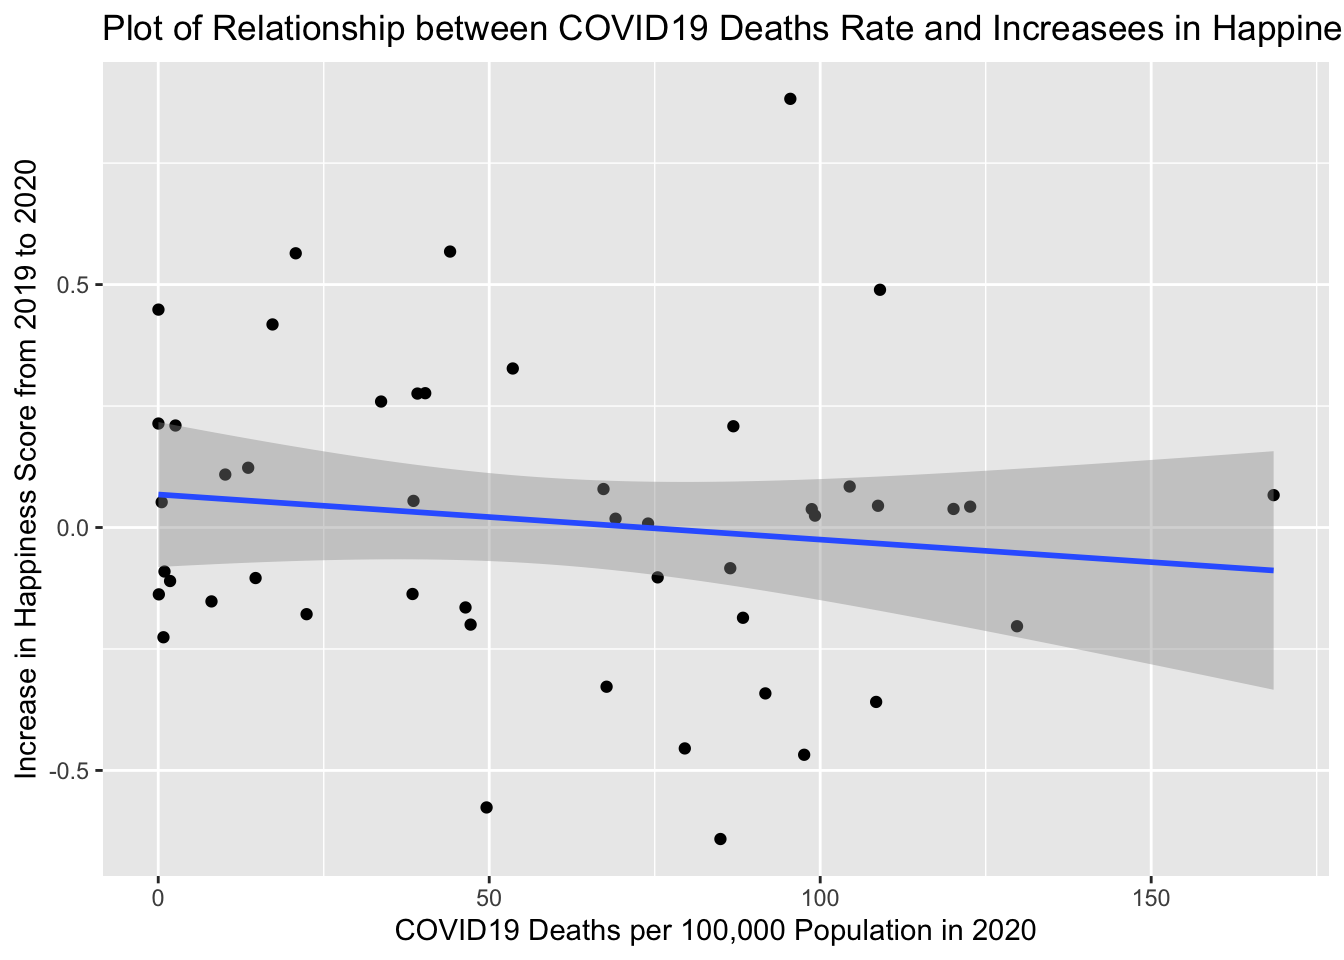 Plot of Relationship between COVID19 Deaths Rate and Increasees in Happine
Increase in Happiness Score from 2019 to 2020
0.5
0.0
-0.5
0
50
100
150
COVID19 Deaths per 100,000 Population in 2020